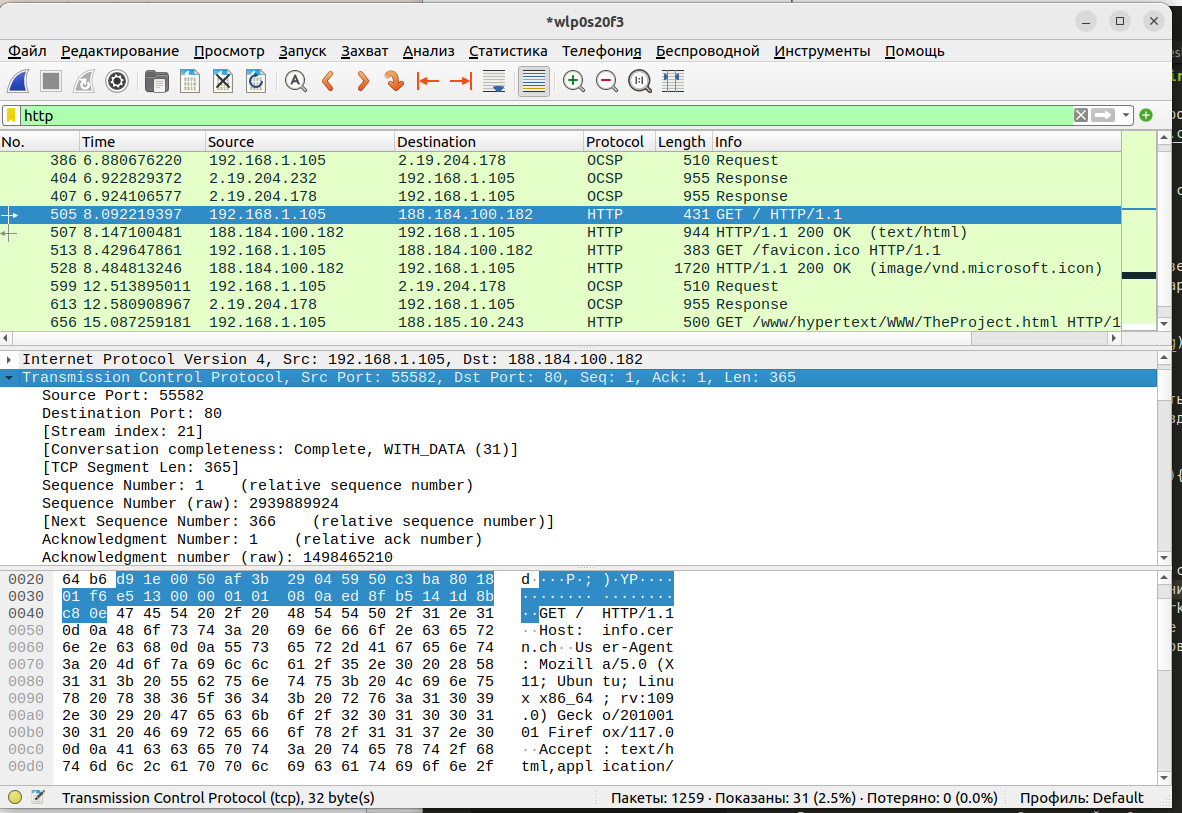 *wlp0s20f3
Файл Редактирование Просмотр Запуск Захват Анализ Статистика Телефония Беспроводной Инструменты Помощь
http
No. Time Source Destination Protocol Length Info
386 6.880676220 192.168.1.105 2.19.204.178 OCSP 510 Request
404 6.922829372 2.19.204.232 192.168.1.105 OCSP 955 Response
407 6.924106577 2.19.204.178 192.168.1.105 OCSP 955 Response
505 8.092219397 192.168.1.105 188.184.100.182 HTTP 431 GET / HTTP/1.1
507 8.147100481 188.184.100.182 192.168.1.105 HTTP 944 HTTP/1.1 200 OK (text/html)
513 8.429647861 192.168.1.105 188.184.100.182 HTTP 383 GET /favicon.ico HTTP/1.1
528 8.484813246 188.184.100.182 192.168.1.105 HTTP 1720 HTTP/1.1 200 OK (image/vnd.microsoft.icon)
599 12.513895011 192.168.1.105 2.19.204.178 OCSP 510 Request
613 12.580908967 2.19.204.178 192.168.1.105 OCSP 955 Response
656 15.087259181 192.168.1.105 188.185.10.243 HTTP 500 GET /www/hypertext/WWW/TheProject.html HTTP/1
Internet Protocol Version 4, Src: 192.168.1.105, Dst: 188.184.100.182
Transmission Control Protocol, Src Port: 55582, Dst Port: 80, Seq: 1, Ack: 1, Len: 365
Source Port: 55582
Destination Port: 80
[Stream index: 21]
[Conversation completeness: Complete, WITH_DATA (31)]
[TCP Segment Len: 365]
Sequence Number: 1 (relative sequence number)
Sequence Number (raw): 2939889924
[Next Sequence Number: 366 (relative sequence number)]
Acknowledgment Number: 1 (relative ack number)
Acknowledgment number (raw): 1498465210
0020 64 b6 d9 1e 00 50 af 3b 29 04 59 50 c3 ba 80 18 d····P·; )·YP····
0030 01 f6 e5 13 00 00 01 01 08 0a ed 8f b5 14 1d 8b ········ ········
0040 c8 0e 47 45 54 20 2f 20 48 54 54 50 2f 31 2e 31 ··GET / HTTP/1.1
0050 0d 0a 48 6f 73 74 3a 20 69 6e 66 6f 2e 63 65 72 ··Host: info.cer
0060 6e 2e 63 68 0d 0a 55 73 65 72 2d 41 67 65 6e 74 n.ch··Us er-Agent
0070 3a 20 4d 6f 7a 69 6c 6c 61 2f 35 2e 30 20 28 58 : Mozill a/5.0 (X
0080 31 31 3b 20 55 62 75 6e 74 75 3b 20 4c 69 6e 75 11; Ubun tu; Linu
0090 78 20 78 38 36 5f 36 34 3b 20 72 76 3a 31 30 39 x x86_64 ; rv:109
00a0 2e 30 29 20 47 65 63 6b 6f 2f 32 30 31 30 30 31 .0) Geck o/201001
00b0 30 31 20 46 69 72 65 66 6f 78 2f 31 31 37 2e 30 01 Firef ox/117.0
00c0 0d 0a 41 63 63 65 70 74 3a 20 74 65 78 74 2f 68 ··Accept : text/h
00d0 74 6d 6c 2c 61 70 70 6c 69 63 61 74 69 6f 6e 2f tml,appl ication/
Transmission Control Protocol (tcp), 32 byte(s) Пакеты: 1259 · Показаны: 31 (2.5%) · Потеряно: 0 (0.0%) Профиль: Default